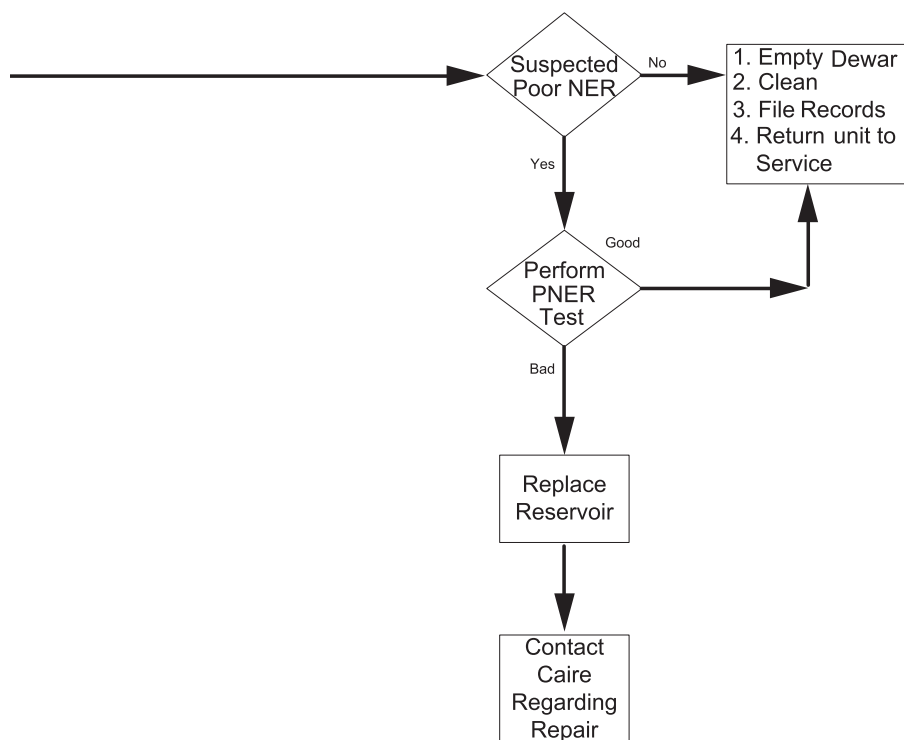 Suspected
Poor NER
No
1. Empty Dewar
2. Clean
3. File Records
4. Return unit to
Service
Yes
Good
Perform
PNER
Test
Bad
Replace
Reservoir
Contact
Caire
Regarding
Repair